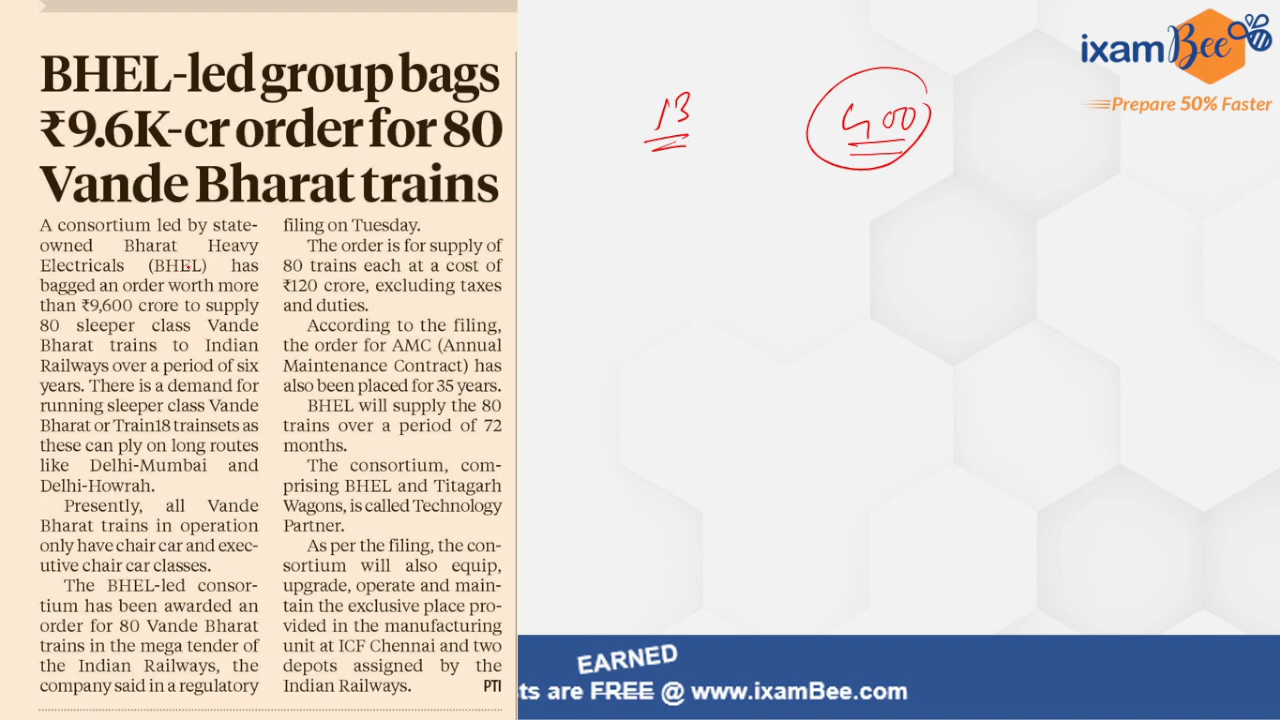 BHEL-led group bags
₹9.6K-cr order for 80
Vande Bharat trains
A consortium led by state-
owned Bharat Heavy
Electricals (BHEL) has
bagged an order worth more
than ₹9,600 crore to supply
80 sleeper class Vande
Bharat trains to Indian
Railways over a period of six
years. There is a demand for
running sleeper class Vande
Bharat or Train18 trainsets as
these can ply on long routes
like Delhi-Mumbai and
Delhi-Howrah.
Presently, all Vande
Bharat trains in operation
only have chair car and exec-
utive chair car classes.
The BHEL-led consor-
tium has been awarded an
order for 80 Vande Bharat
trains in the mega tender of
the Indian Railways, the
company said in a regulatory
filing on Tuesday.
The order is for supply of
80 trains each at a cost of
₹120 crore, excluding taxes
and duties.
According to the filing,
the order for AMC (Annual
Maintenance Contract) has
also been placed for 35 years.
BHEL will supply the 80
trains over a period of 72
months.
The consortium, com-
prising BHEL and Titagarh
Wagons, is called Technology
Partner.
As per the filing, the con-
sortium will also equip,
upgrade, operate and main-
tain the exclusive place pro-
vided in the manufacturing
unit at ICF Chennai and two
depots assigned by the
Indian Railways.
PTI
13
400
ixamBee
Prepare 50% Faster
EARNED
ts are FREE @ www.ixamBee.com